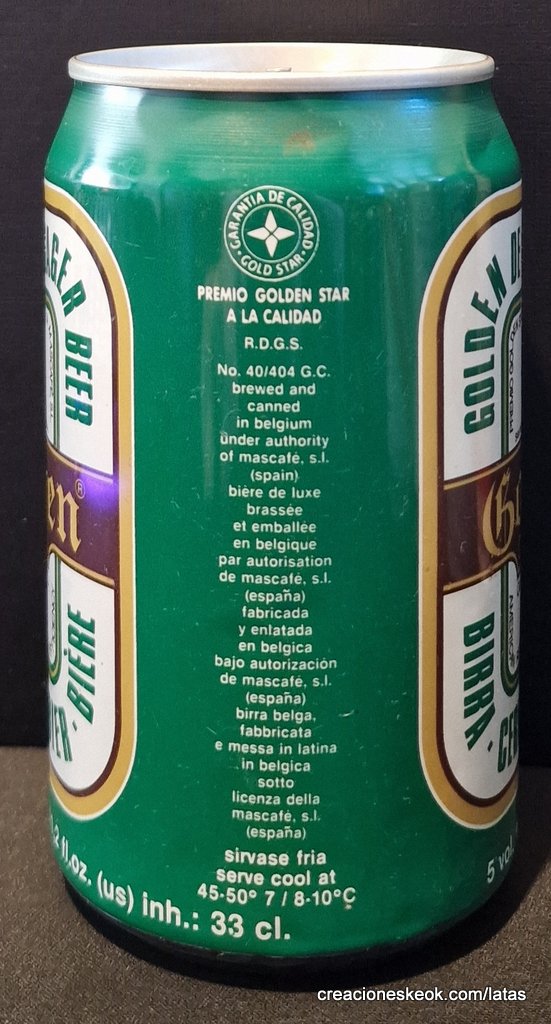 GARANTIA DE CALIDAD
GOLD STAR
PREMIO GOLDEN STAR
A LA CALIDAD
R.D.G.S.
No. 40/404 G.C.
brewed and
canned
in belgium
under authority
of mascafé, s.l.
(spain)
bière de luxe
brassée
et emballée
en belgique
par autorisation
de mascafé, s.l.
(españa)
fabricada
y enlatada
en belgica
bajo autorización
de mascafé, s.l.
(españa)
birra belga,
fabbricata
e messa in latina
in belgica
sotto
licenza della
mascafé, s.l.
(españa)
sirvase fria
serve cool at
45-50° 7 / 8-10°C
fl.oz. (us) inh.: 33 cl.
BEER
BIÈRE
GOLDEN
BIRRA
5 vol.
creacioneskeok.com/latas